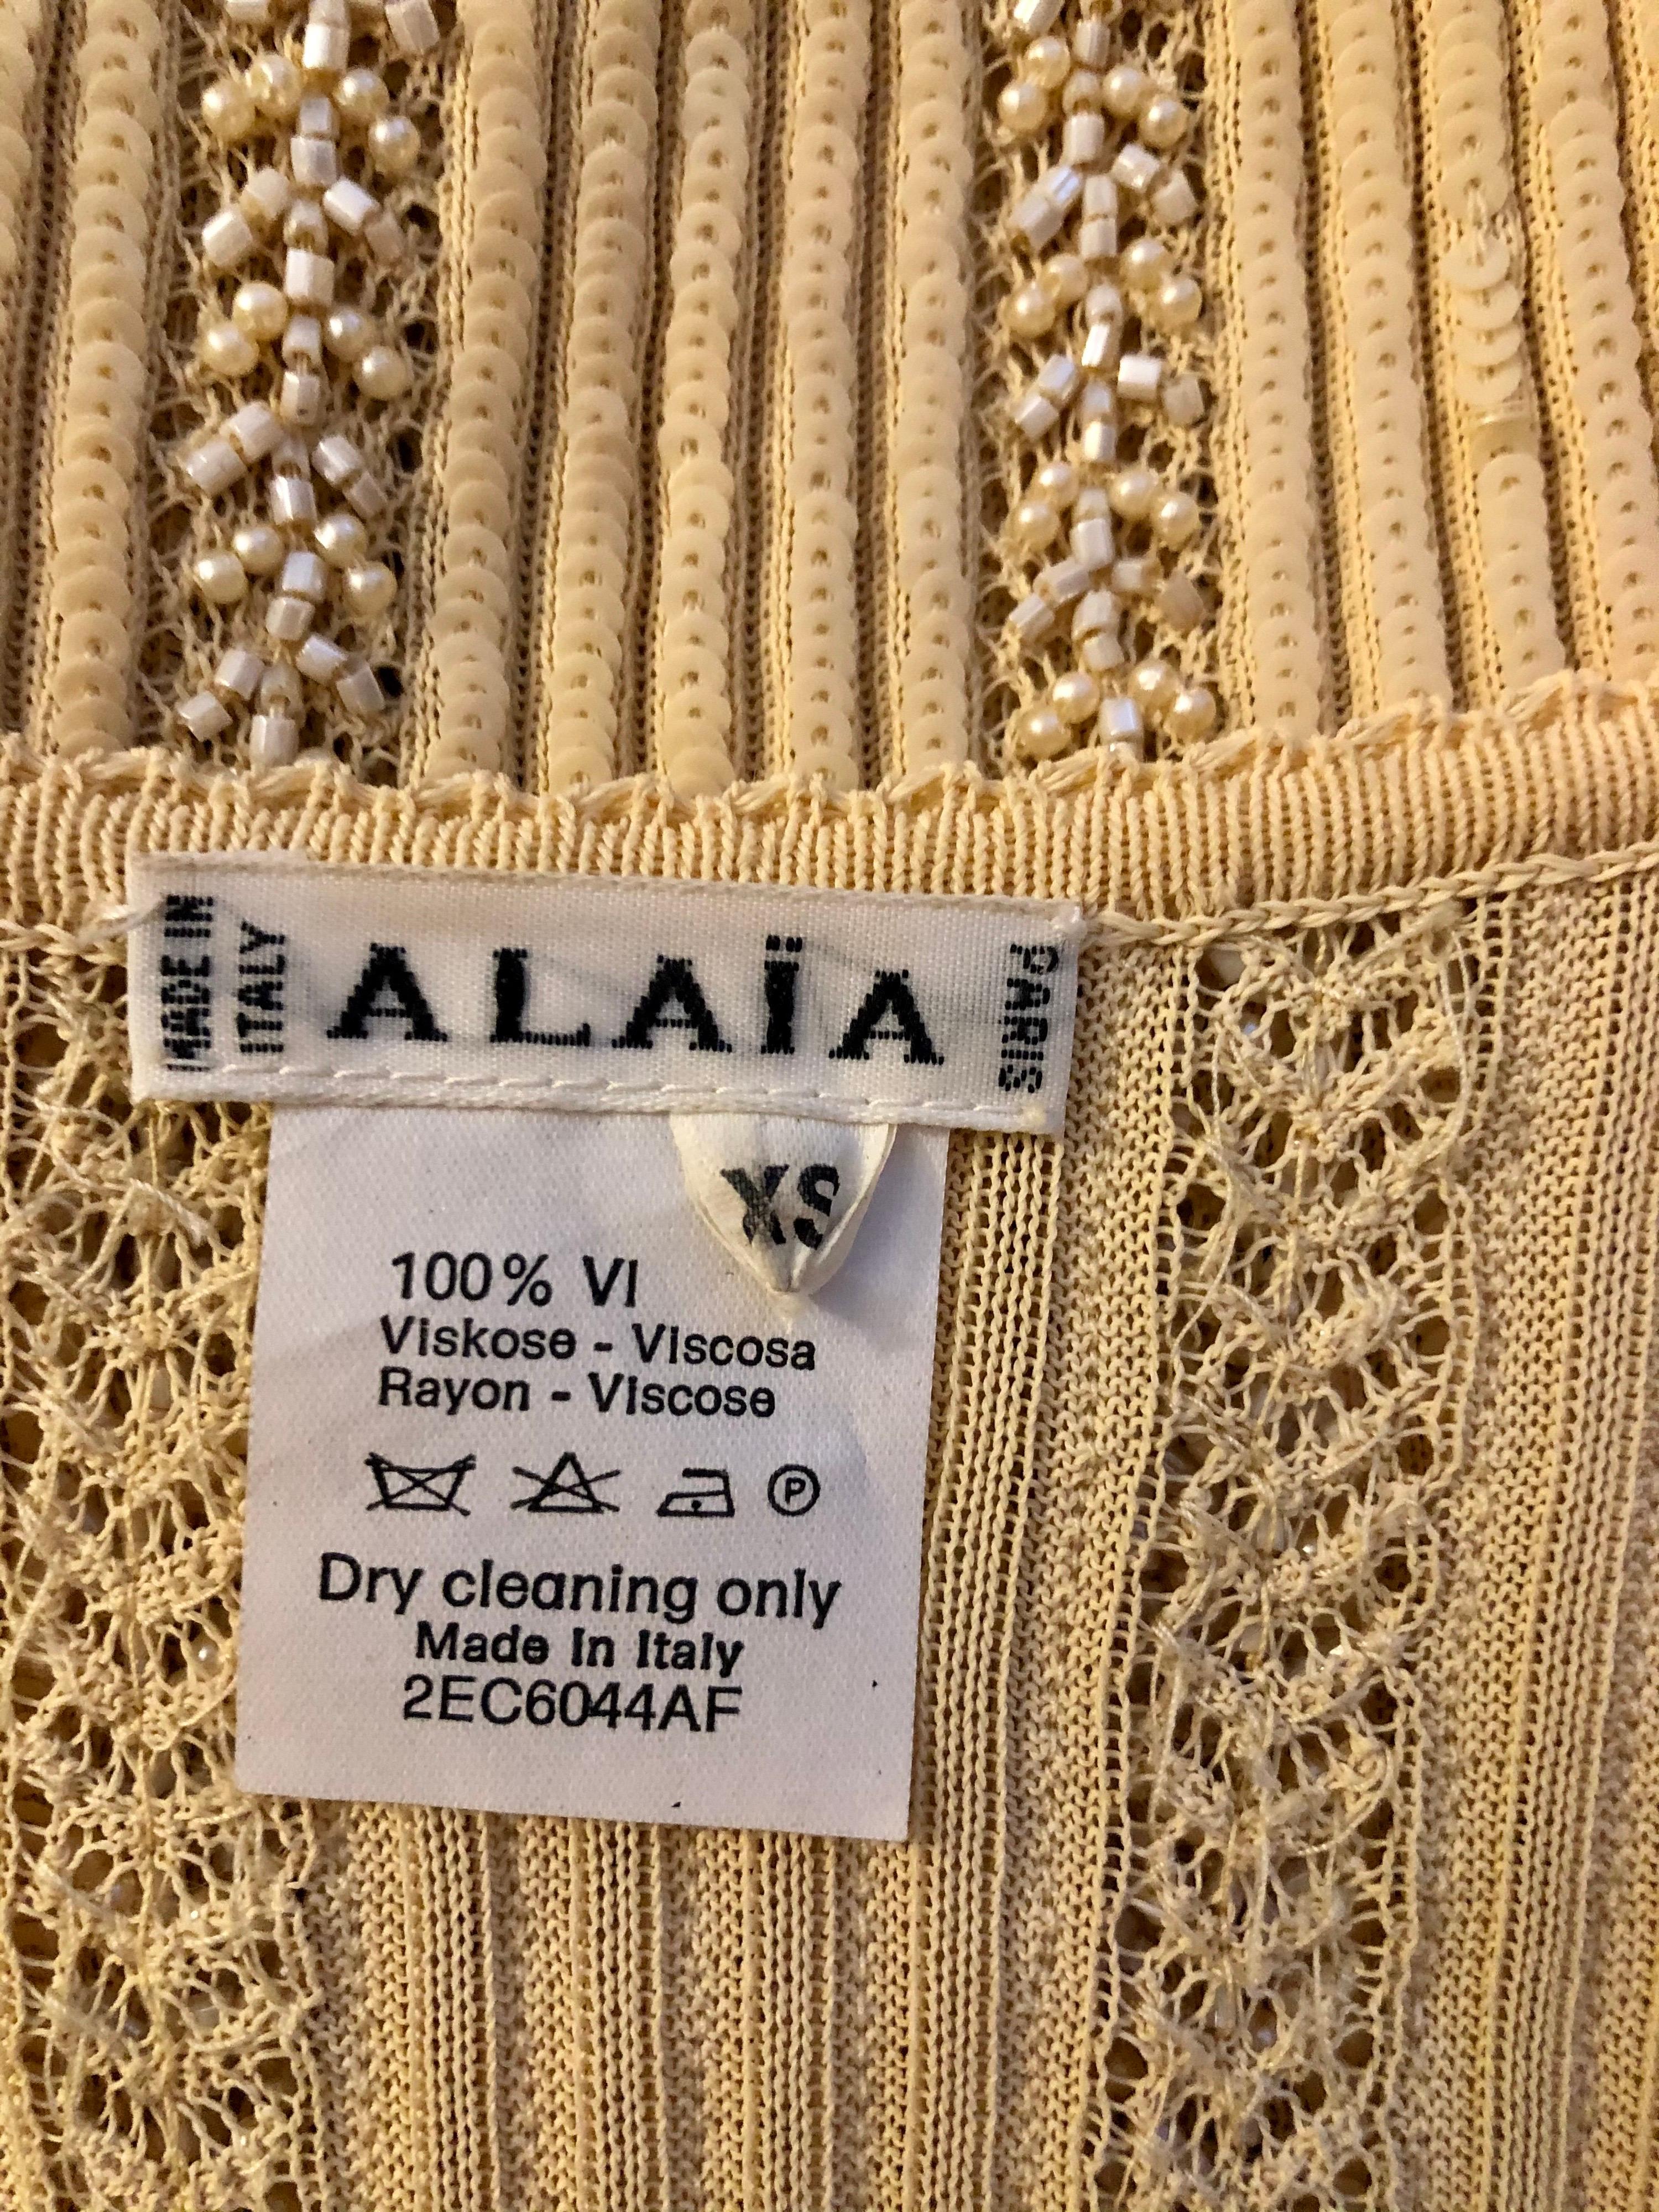 MADE IN
ITALY
ALAÏA
PARIS
XS
100% VI
Viskose - Viscosa
Rayon - Viscose
P
Dry cleaning only
Made In Italy
2EC6044AF